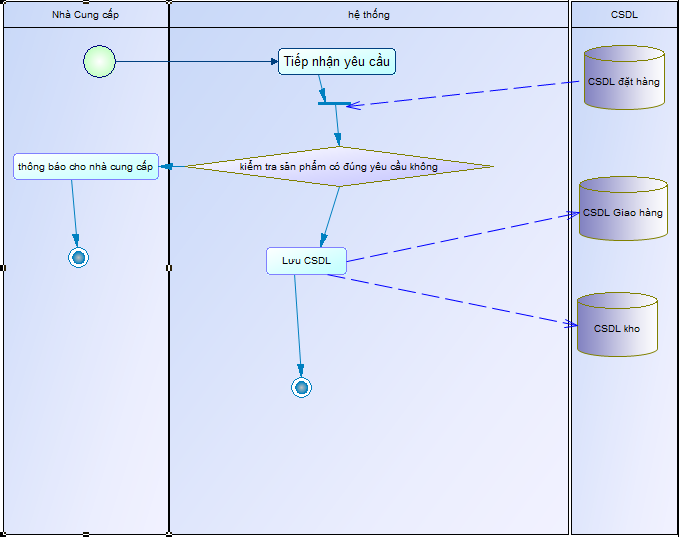 Nhà Cung cấp
hệ thống
CSDL
Tiếp nhận yêu cầu
CSDL đặt hàng
thông báo cho nhà cung cấp
kiểm tra sản phẩm có đúng yêu cầu không
CSDL Giao hàng
Lưu CSDL
CSDL kho